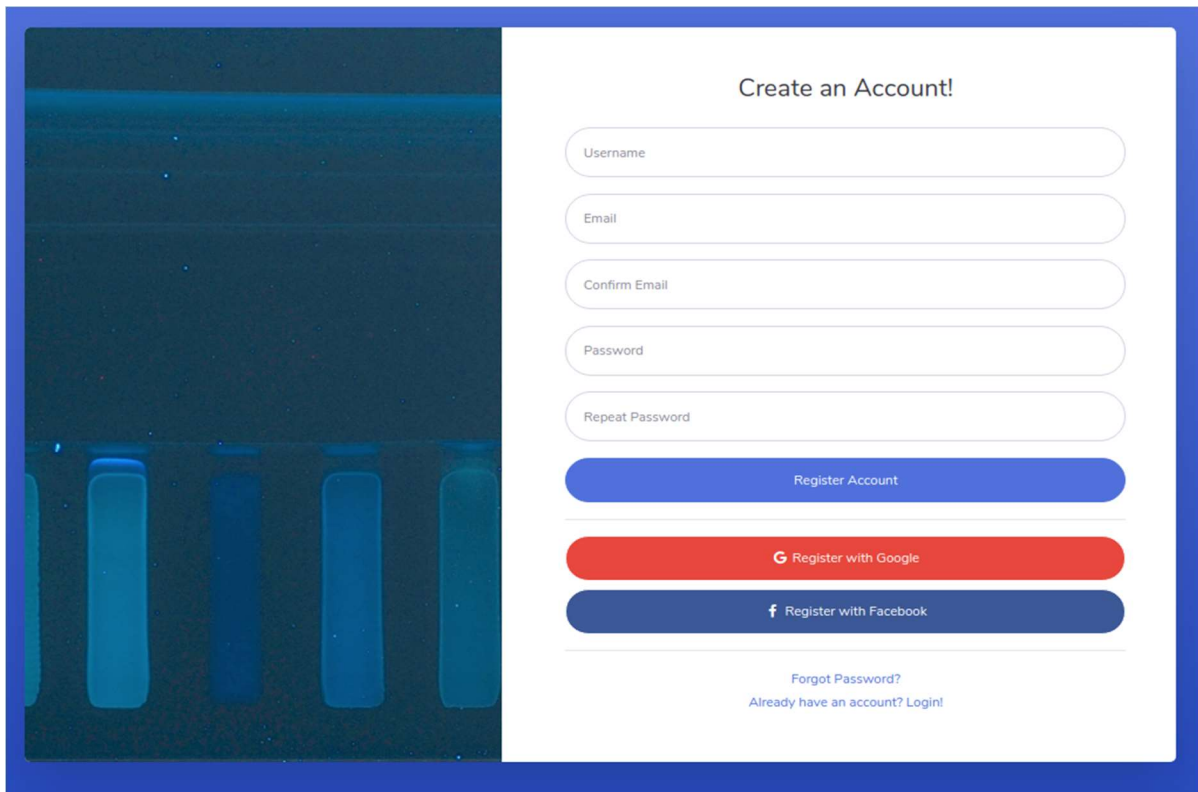 Create an Account!
Username
Email
Confirm Email
Password
Repeat Password
Register Account
Register with Google
Register with Facebook
Forgot Password?
Already have an account? Login!